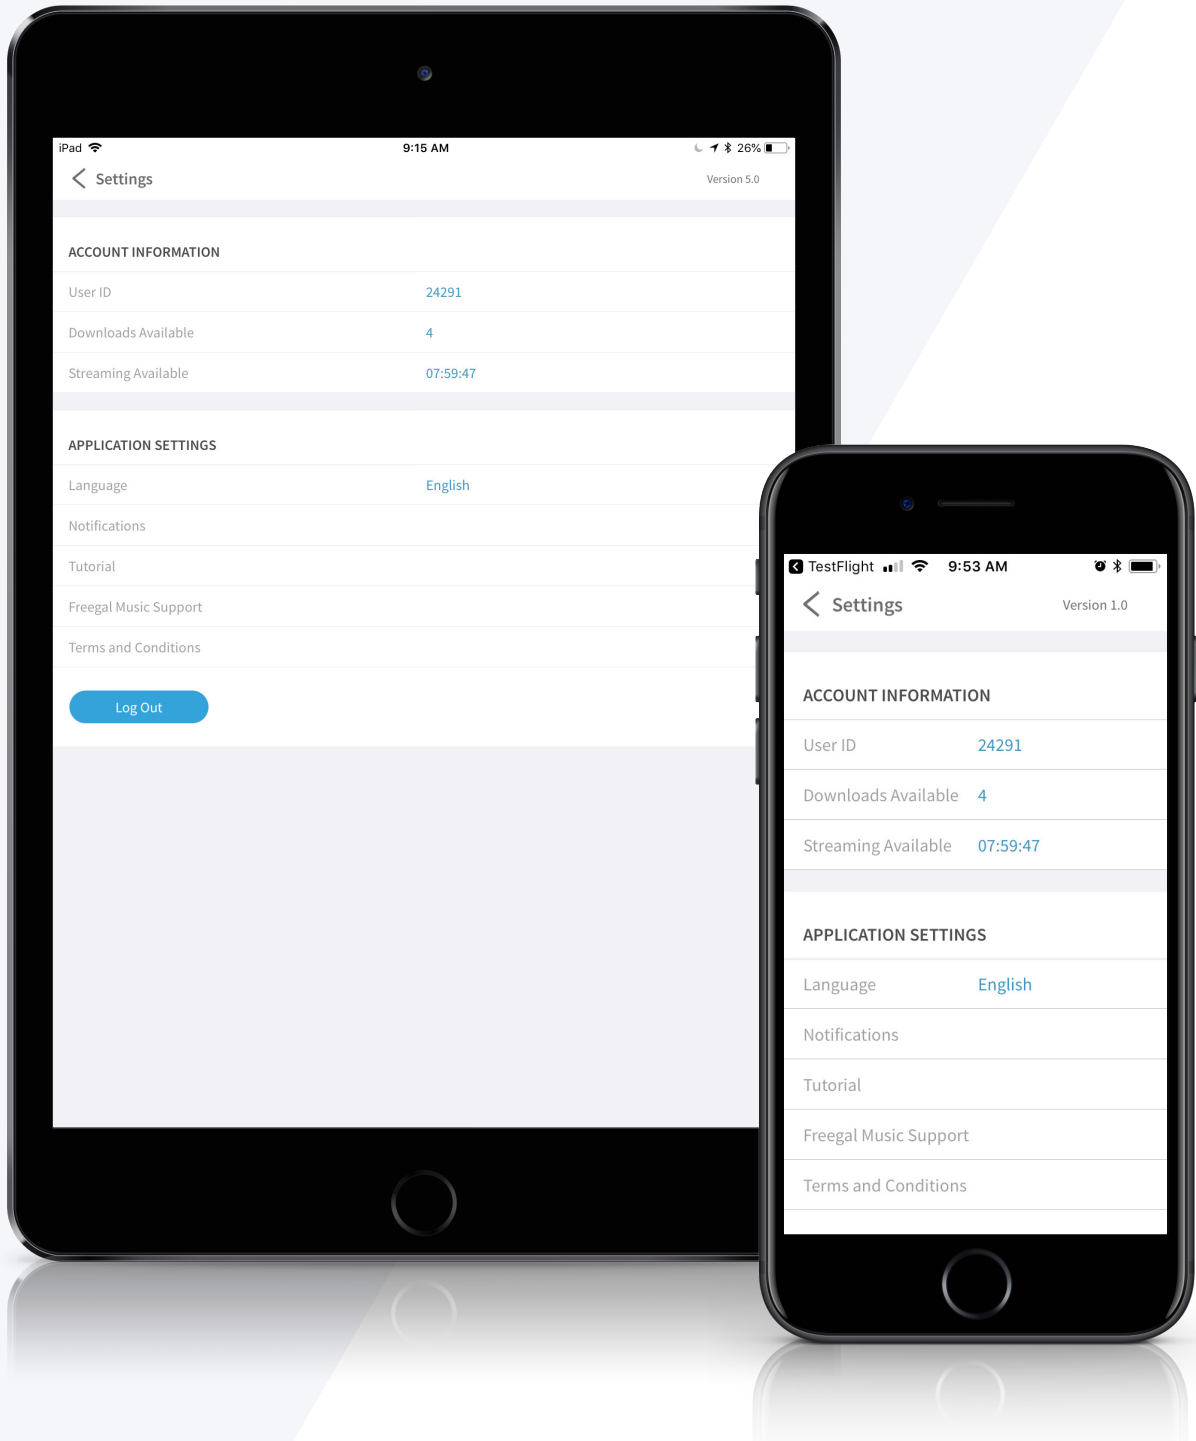 iPad 9:15 AM 26%
Settings Version 5.0
ACCOUNT INFORMATION
User ID 24291
Downloads Available 4
Streaming Available 07:59:47
APPLICATION SETTINGS
Language English
Notifications
Tutorial
Freegal Music Support
Terms and Conditions
Log Out
TestFlight 9:53 AM
Settings Version 1.0
ACCOUNT INFORMATION
User ID 24291
Downloads Available 4
Streaming Available 07:59:47
APPLICATION SETTINGS
Language English
Notifications
Tutorial
Freegal Music Support
Terms and Conditions